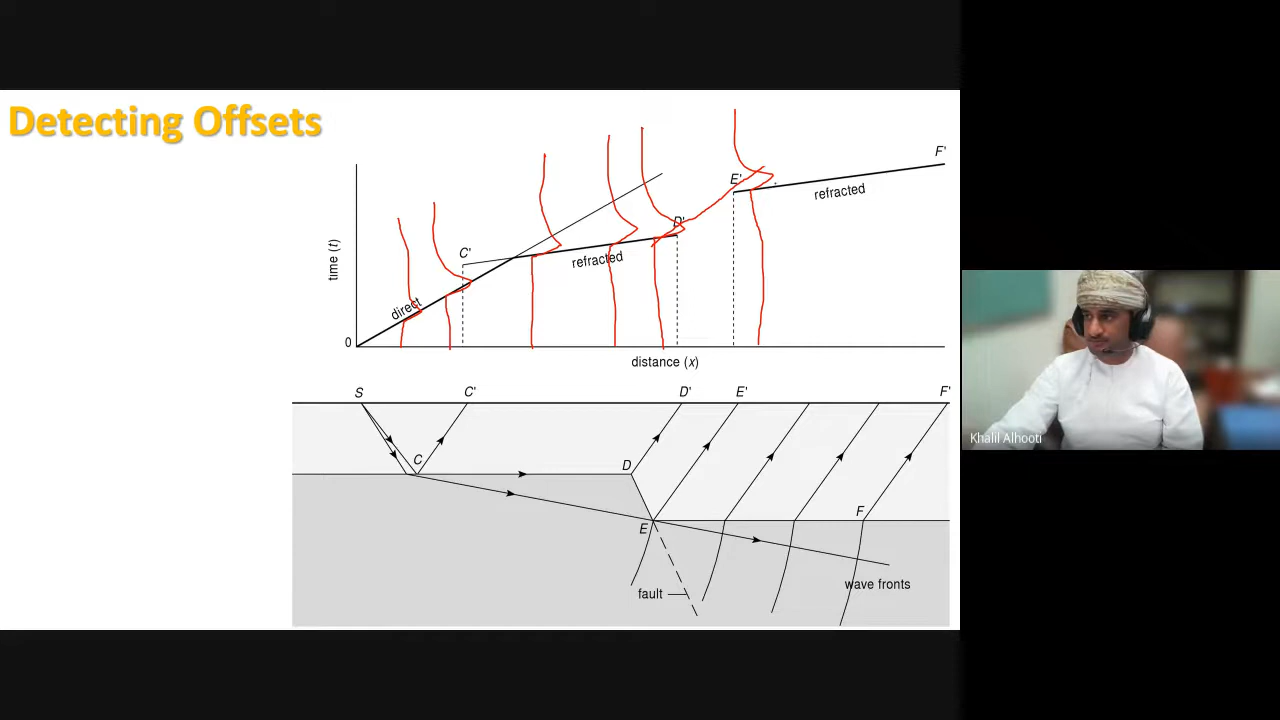 Detecting Offsets
F'
E'
refracted
D'
C'
refracted
time (t)
direct
0
distance (x)
S
C'
D'
E'
F'
C
D
E
F
fault
wave fronts
Khalil Alhooti